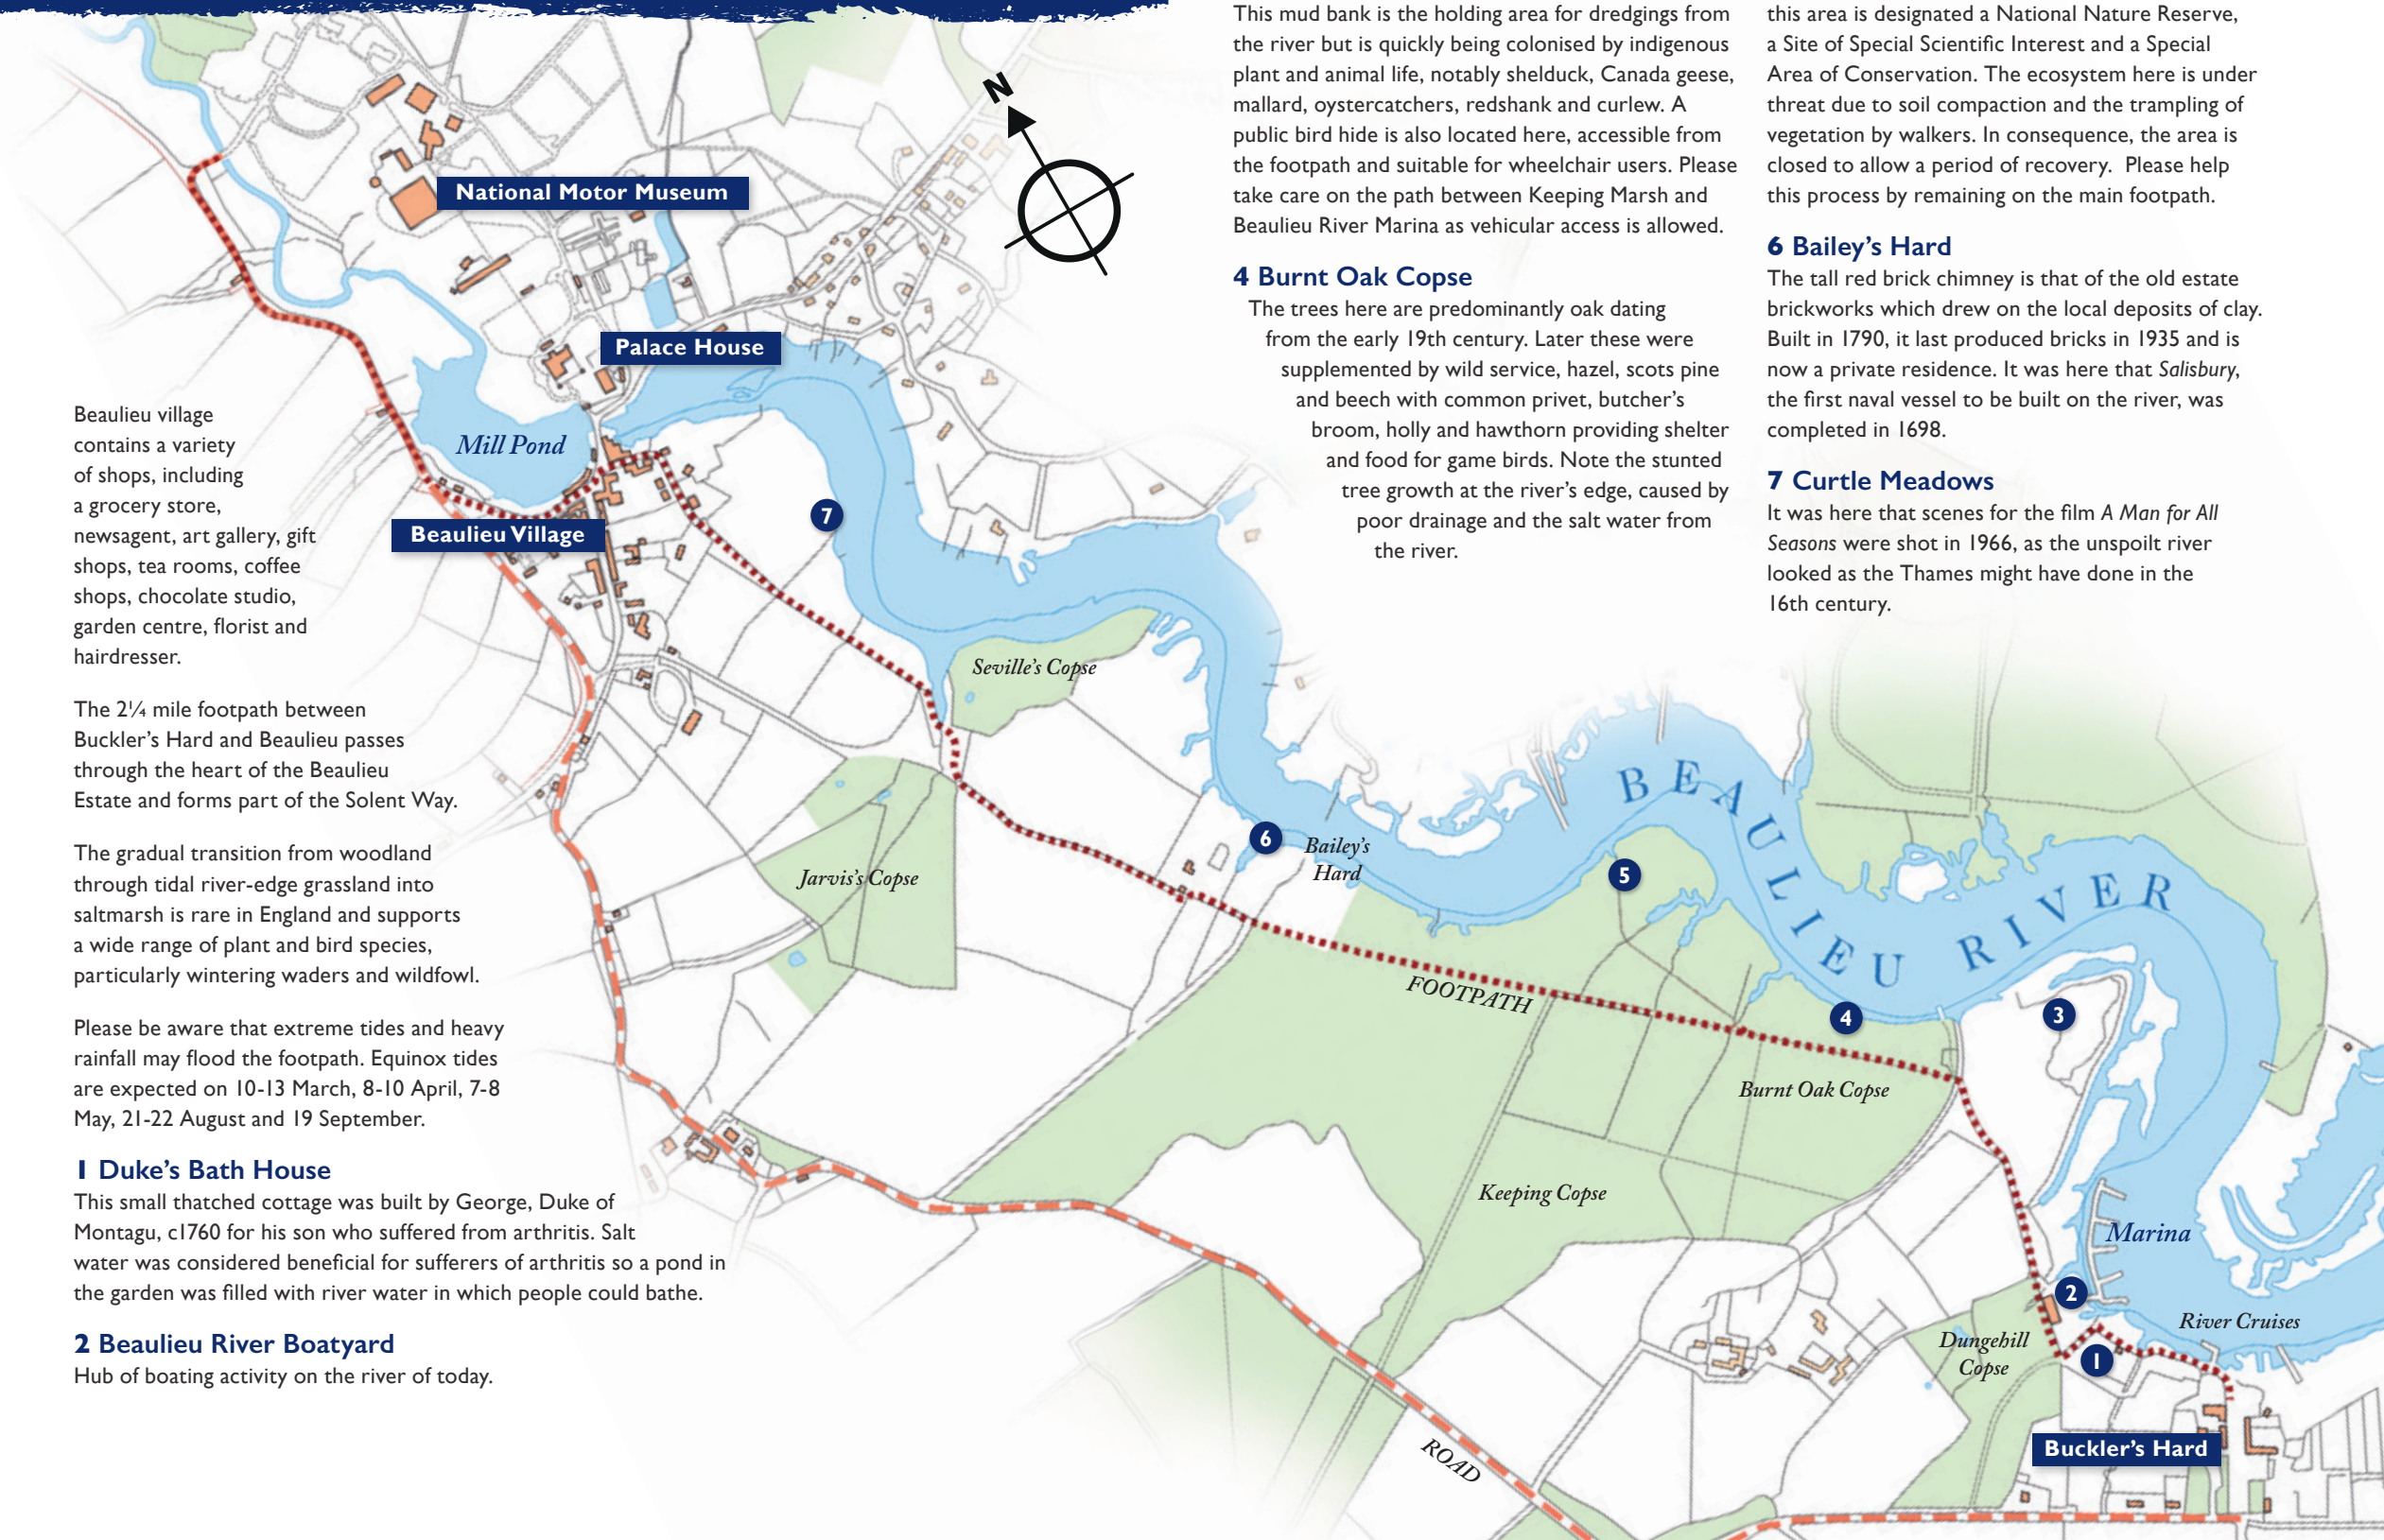 This mud bank is the holding area for dredgings from
the river but is quickly being colonised by indigenous
plant and animal life, notably shelduck, Canada geese,
mallard, oystercatchers, redshank and curlew. A
public bird hide is also located here, accessible from
the footpath and suitable for wheelchair users. Please
take care on the path between Keeping Marsh and
Beaulieu River Marina as vehicular access is allowed.
4 Burnt Oak Copse
The trees here are predominantly oak dating
from the early 19th century. Later these were
supplemented by wild service, hazel, scots pine
and beech with common privet, butcher's
broom, holly and hawthorn providing shelter
and food for game birds. Note the stunted
tree growth at the river's edge, caused by
poor drainage and the salt water from
the river.
this area is designated a National Nature Reserve,
a Site of Special Scientific Interest and a Special
Area of Conservation. The ecosystem here is under
threat due to soil compaction and the trampling of
vegetation by walkers. In consequence, the area is
closed to allow a period of recovery. Please help
this process by remaining on the main footpath.
6 Bailey's Hard
The tall red brick chimney is that of the old estate
brickworks which drew on the local deposits of clay.
Built in 1790, it last produced bricks in 1935 and is
now a private residence. It was here that Salisbury,
the first naval vessel to be built on the river, was
completed in 1698.
7 Curtle Meadows
It was here that scenes for the film A Man for All
Seasons were shot in 1966, as the unspoilt river
looked as the Thames might have done in the
16th century.
N
National Motor Museum
Palace House
Mill Pond
Beaulieu Village
7
Beaulieu village
contains a variety
of shops, including
a grocery store,
newsagent, art gallery, gift
shops, tea rooms, coffee
shops, chocolate studio,
garden centre, florist and
hairdresser.
The 2¼ mile footpath between
Buckler's Hard and Beaulieu passes
through the heart of the Beaulieu
Estate and forms part of the Solent Way.
The gradual transition from woodland
through tidal river-edge grassland into
saltmarsh is rare in England and supports
a wide range of plant and bird species,
particularly wintering waders and wildfowl.
Please be aware that extreme tides and heavy
rainfall may flood the footpath. Equinox tides
are expected on 10-13 March, 8-10 April, 7-8
May, 21-22 August and 19 September.
1 Duke's Bath House
This small thatched cottage was built by George, Duke of
Montagu, c1760 for his son who suffered from arthritis. Salt
water was considered beneficial for sufferers of arthritis so a pond in
the garden was filled with river water in which people could bathe.
2 Beaulieu River Boatyard
Hub of boating activity on the river of today.
Seville's Copse
Jarvis's Copse
6
Bailey's
Hard
5
BEAULIEU RIVER
FOOTPATH
4
3
Burnt Oak Copse
Keeping Copse
Marina
2
River Cruises
Dungehill
Copse
1
Buckler's Hard
ROAD